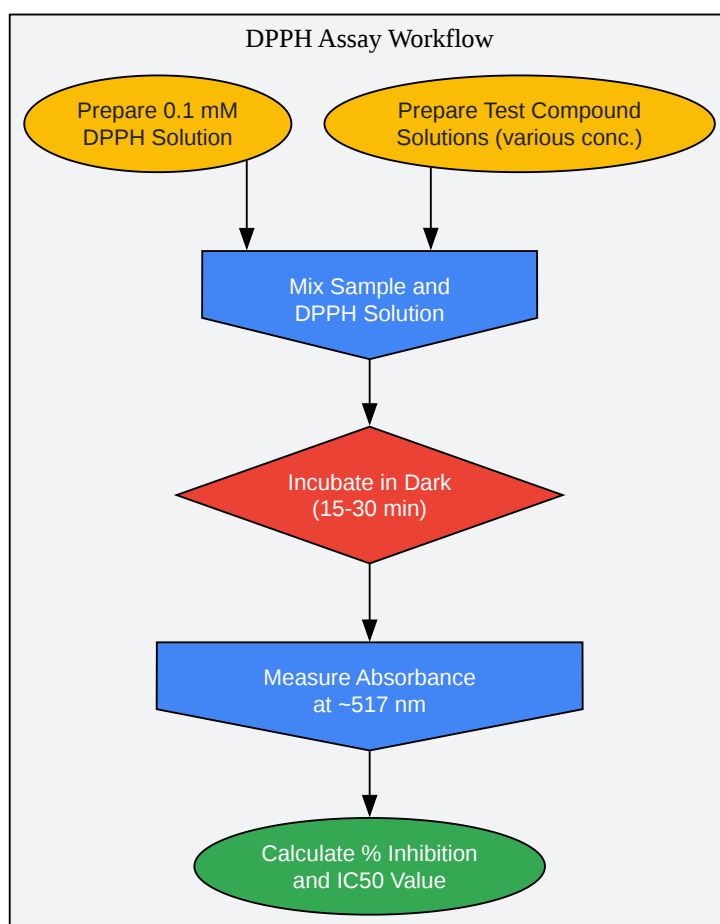 DPPH Assay Workflow
Prepare 0.1 mM
DPPH Solution
Prepare Test Compound
Solutions (various conc.)
Mix Sample and
DPPH Solution
Incubate in Dark
(15-30 min)
Measure Absorbance
at ~517 nm
Calculate % Inhibition
and IC50 Value